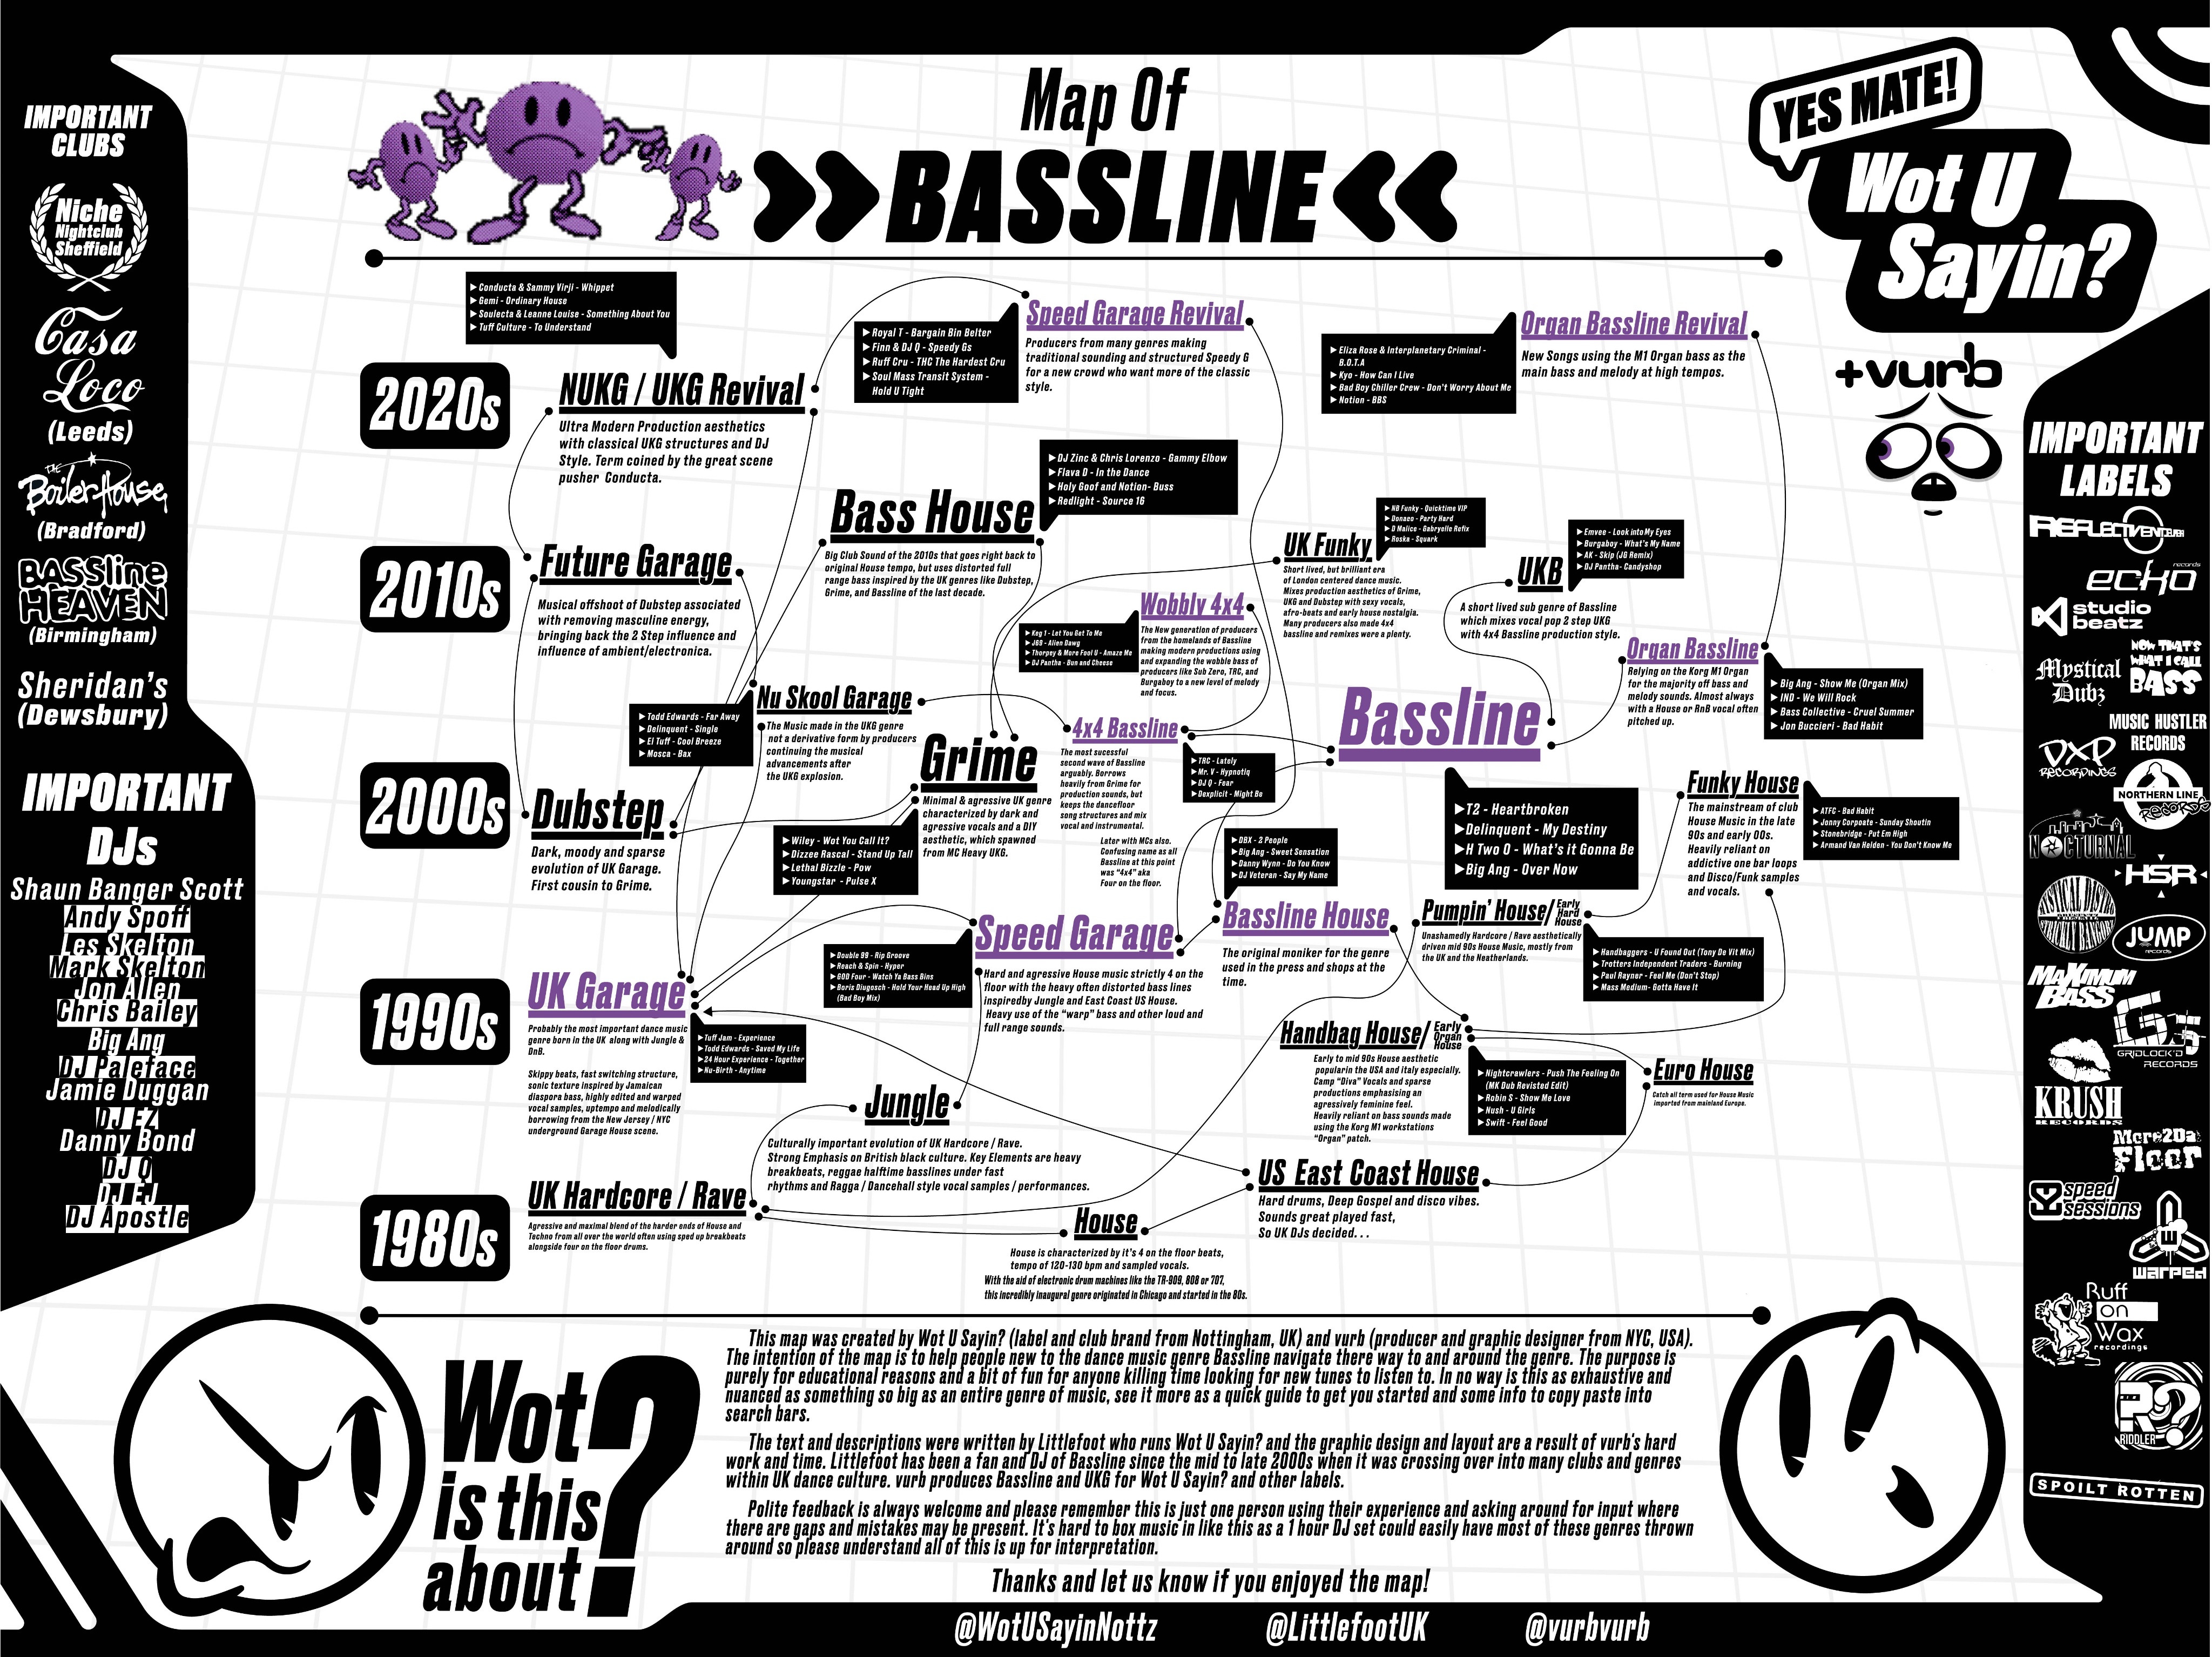 Map Of
BASSLINE
YES MATE!
Wot U
Sayin?
+vurb
IMPORTANT
CLUBS
Niche
Nightclub
Sheffield
Casa
Loco
(Leeds)
THE
BoilerHouse
(Bradford)
BASSline
HEAVEN
(Birmingham)
Sheridan's
(Dewsbury)
IMPORTANT
DJs
Shaun Banger Scott
Andy Spoff
Les Skelton
Mark Skelton
Jon Allen
Chris Bailey
Big Ang
DJ Paleface
Jamie Duggan
DJ EZ
Danny Bond
DJ Q
DJ EJ
DJ Apostle
2020s
Conducta & Sammy Virji - Whippet
Gemi - Ordinary House
Soulecta & Leanne Louise - Something About You
Tuff Culture - To Understand
NUKG / UKG Revival
Ultra Modern Production aesthetics
with classical UKG structures and DJ
Style. Term coined by the great scene
pusher Conducta.
Royal T - Bargain Bin Belter
Finn & DJ Q - Speedy Gs
Ruff Cru - THC The Hardest Cru
Soul Mass Transit System -
Hold U Tight
Speed Garage Revival
Producers from many genres making
traditional sounding and structured Speedy G
for a new crowd who want more of the classic
style.
Eliza Rose & Interplanetary Criminal -
B.O.T.A
Kyo - How Can I Live
Bad Boy Chiller Crew - Don't Worry About Me
Notion - BBS
Organ Bassline Revival
New Songs using the M1 Organ bass as the
main bass and melody at high tempos.
2010s
Future Garage
Musical offshoot of Dubstep associated
with removing masculine energy,
bringing back the 2 Step influence and
influence of ambient/electronica.
Bass House
Big Club Sound of the 2010s that goes right back to
original House tempo, but uses distorted full
range bass inspired by the UK genres like Dubstep,
Grime, and Bassline of the last decade.
DJ Zinc & Chris Lorenzo - Gammy Elbow
Flava D - In the Dance
Holy Goof and Notion- Buss
Redlight - Source 16
UK Funky
Short lived, but brilliant era
of London centered dance music.
Mixes production aesthetics of Grime,
UKG and Dubstep with sexy vocals,
afro-beats and early house nostalgia.
Many producers also made 4x4
bassline and remixes were a plenty.
NB Funky - Quicktime VIP
Donaeo - Party Hard
D Malice - Gabryelle Refix
Roska - Squark
UKB
A short lived sub genre of Bassline
which mixes vocal pop 2 step UKG
with 4x4 Bassline production style.
Emvee - Look into My Eyes
Burgaboy - What's My Name
AK - Skip (JG Remix)
DJ Pantha- Candyshop
Wobbly 4x4
The New generation of producers
from the homelands of Bassline
making modern productions using
and expanding the wobble bass of
producers like Sub Zero, TRC, and
Burgaboy to a new level of melody
and focus.
Keg 1 - Let You Get To Me
J69 - Alien Dawg
Thorpey & More Fool U - Amaze Me
DJ Pantha - Bun and Cheese
Organ Bassline
Relying on the Korg M1 Organ
for the majority off bass and
melody sounds. Almost always
with a House or RnB vocal often
pitched up.
Big Ang - Show Me (Organ Mix)
IND - We Will Rock
Bass Collective - Cruel Summer
Jon Buccieri - Bad Habit
2000s
Nu Skool Garage
The Music made in the UKG genre
not a derivative form by producers
continuing the musical
advancements after
the UKG explosion.
Todd Edwards - Far Away
Delinquent - Single
El Tuff - Cool Breeze
Mosca - Bax
Dubstep
Dark, moody and sparse
evolution of UK Garage.
First cousin to Grime.
Grime
Minimal & agressive UK genre
characterized by dark and
agressive vocals and a DIY
aesthetic, which spawned
from MC Heavy UKG.
Wiley - Wot You Call It?
Dizzee Rascal - Stand Up Tall
Lethal Bizzle - Pow
Youngstar - Pulse X
4x4 Bassline
The most sucessful
second wave of Bassline
arguably. Borrows
heavily from Grime for
production sounds, but
keeps the dancefloor
song structures and mix
vocal and instrumental.
Later with MCs also.
Confusing name as all
Bassline at this point
was "4x4" aka
Four on the floor.
TRC - Lately
Mr. V - Hypnotiq
DJ Q - Fear
Dexplicit - Might Be
Bassline
T2 - Heartbroken
Delinquent - My Destiny
H Two O - What's it Gonna Be
Big Ang - Over Now
Funky House
The mainstream of club
House Music in the late
90s and early 00s.
Heavily reliant on
addictive one bar loops
and Disco/Funk samples
and vocals.
ATFC - Bad Habit
Jonny Corpoate - Sunday Shoutin
Stonebridge - Put Em High
Armand Van Helden - You Don't Know Me
1990s
UK Garage
Probably the most important dance music
genre born in the UK along with Jungle &
DnB.
Skippy beats, fast switching structure,
sonic texture inspired by Jamaican
diaspora bass, highly edited and warped
vocal samples, uptempo and melodically
borrowing from the New Jersey / NYC
underground Garage House scene.
Tuff Jam - Experience
Todd Edwards - Saved My Life
24 Hour Experience - Together
Nu-Birth - Anytime
Speed Garage
Hard and agressive House music strictly 4 on the
floor with the heavy often distorted bass lines
inspiredby Jungle and East Coast US House.
Heavy use of the "warp" bass and other loud and
full range sounds.
Double 99 - Rip Groove
Reach & Spin - Hyper
600 Four - Watch Ya Bass Bins
Boris Dlugosch - Hold Your Head Up High
(Bad Boy Mix)
Bassline House
The original moniker for the genre
used in the press and shops at the
time.
DBX - 2 People
Big Ang - Sweet Sensation
Danny Wynn - Do You Know
DJ Veteran - Say My Name
Pumpin' House/ Early Hard House
Unashamedly Hardcore / Rave aesthetically
driven mid 90s House Music, mostly from
the UK and the Neatherlands.
Handbaggers - U Found Out (Tony De Vit Mix)
Trotters Independent Traders - Burning
Paul Rayner - Feel Me (Don't Stop)
Mass Medium- Gotta Have It
Handbag House/ Early Organ House
Early to mid 90s House aesthetic
popularin the USA and italy especially.
Camp "Diva" Vocals and sparse
productions emphasising an
agressively feminine feel.
Heavily reliant on bass sounds made
using the Korg M1 workstations
"Organ" patch.
Nightcrawlers - Push The Feeling On
(MK Dub Revisted Edit)
Robin S - Show Me Love
Nush - U Girls
Swift - Feel Good
Euro House
Catch all term used for House Music
imported from mainland Europe.
Jungle
Culturally important evolution of UK Hardcore / Rave.
Strong Emphasis on British black culture. Key Elements are heavy
breakbeats, reggae halftime basslines under fast
rhythms and Ragga / Dancehall style vocal samples / performances.
1980s
UK Hardcore / Rave
Agressive and maximal blend of the harder ends of House and
Techno from all over the world often using sped up breakbeats
alongside four on the floor drums.
House
House is characterized by it's 4 on the floor beats,
tempo of 120-130 bpm and sampled vocals.
With the aid of electronic drum machines like the TR-909, 808 or 707,
this incredibly inaugural genre originated in Chicago and started in the 80s.
US East Coast House
Hard drums, Deep Gospel and disco vibes.
Sounds great played fast,
So UK DJs decided. . .
IMPORTANT
LABELS
REFLECTIVE
ecko
records
studio
beatz
Mystical
Dubz
NOW THAT'S
WHAT I CALL
BASS
MUSIC HUSTLER
RECORDS
DXP
RECORDINGS
NORTHERN LINE
RECORDS
NOCTURNAL
HSR
JUMP
records
MAXIMUM
BASS
GRIDLOCK'D
RECORDS
KRUSH
RECORDS
More2Da
Floor
speed
sessions
warped
Ruff
on
Wax
recordings
RIDDLER
SPOILT ROTTEN
Wot
is this
about?
This map was created by Wot U Sayin? (label and club brand from Nottingham, UK) and vurb (producer and graphic designer from NYC, USA).
The intention of the map is to help people new to the dance music genre Bassline navigate there way to and around the genre. The purpose is
purely for educational reasons and a bit of fun for anyone killing time looking for new tunes to listen to. In no way is this as exhaustive and
nuanced as something so big as an entire genre of music, see it more as a quick guide to get you started and some info to copy paste into
search bars.
The text and descriptions were written by Littlefoot who runs Wot U Sayin? and the graphic design and layout are a result of vurb's hard
work and time. Littlefoot has been a fan and DJ of Bassline since the mid to late 2000s when it was crossing over into many clubs and genres
within UK dance culture. vurb produces Bassline and UKG for Wot U Sayin? and other labels.
Polite feedback is always welcome and please remember this is just one person using their experience and asking around for input where
there are gaps and mistakes may be present. It's hard to box music in like this as a 1 hour DJ set could easily have most of these genres thrown
around so please understand all of this is up for interpretation.
Thanks and let us know if you enjoyed the map!
@WotUSayinNottz
@LittlefootUK
@vurbvurb